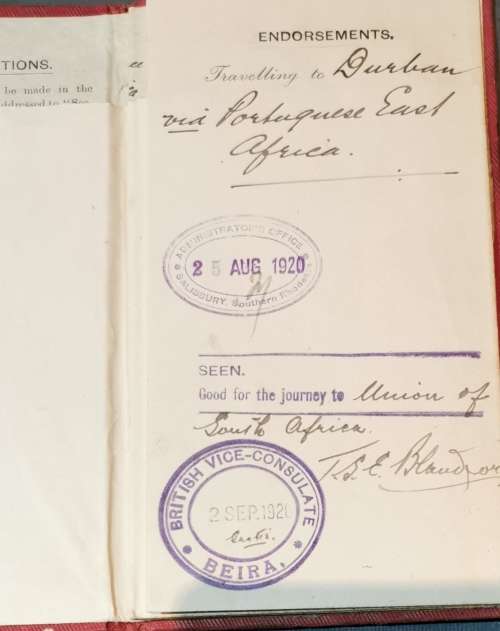 TIONS.
be made in the
ENDORSEMENTS.
Travelling to Durban
via Portuguese East
Africa.
ADMINISTRATOR'S OFFICE
25 AUG 1920
SALISBURY, Southern Rhodesia
SEEN.
Good for the journey to Union of
South Africa.
T.S.E.
BRITISH VICE-CONSULATE
2 SEP. 1920
BEIRA,